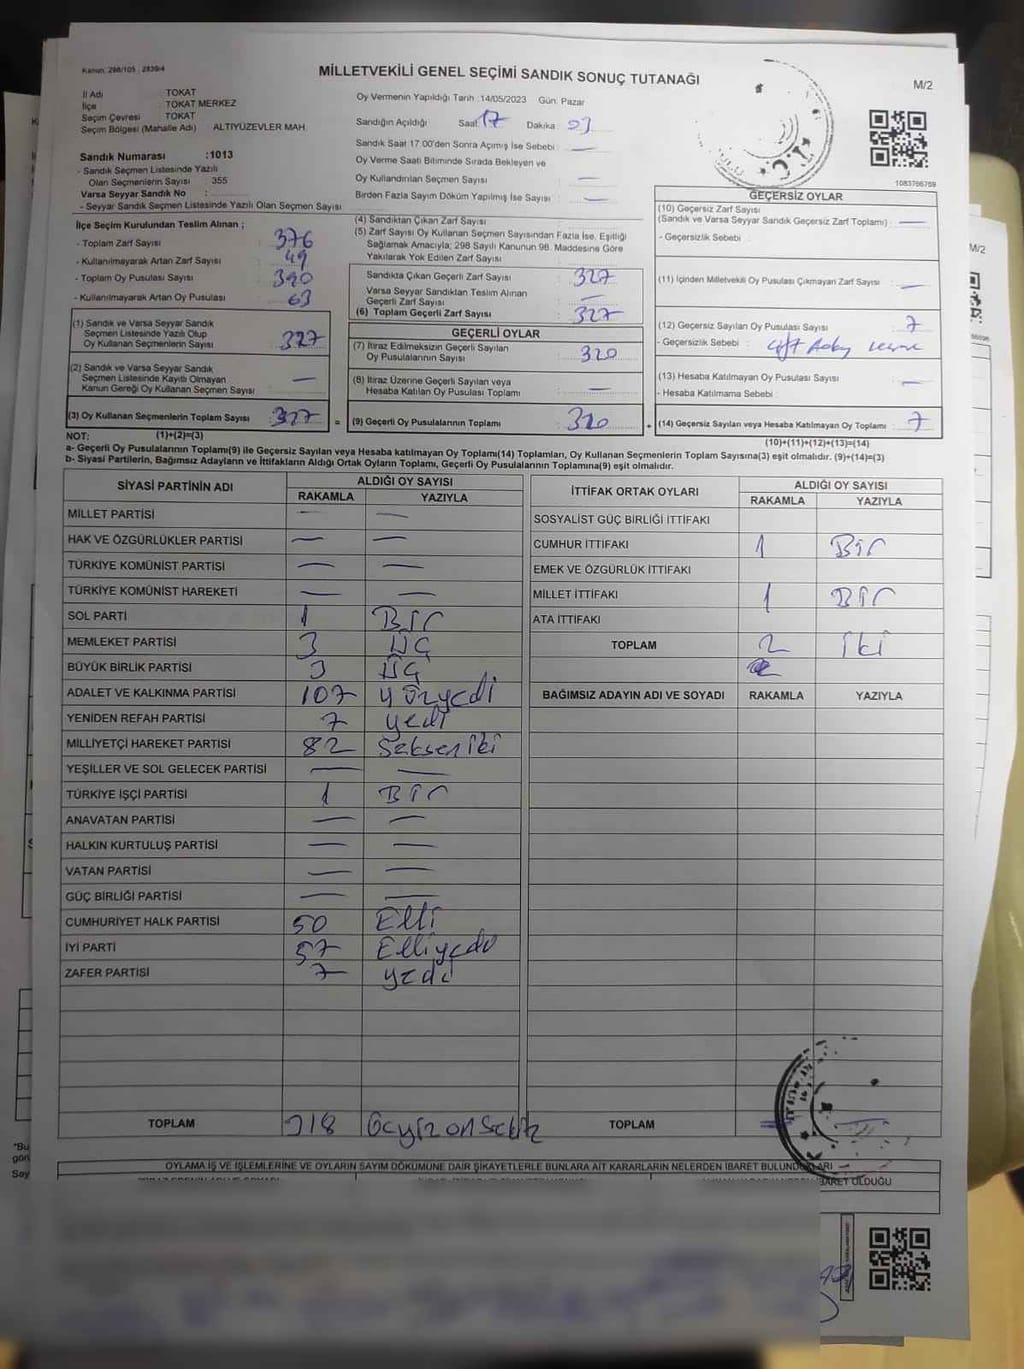 Kanun: 298/105 2839/4
MİLLETVEKİLİ GENEL SEÇİMİ SANDIK SONUÇ TUTANAĞI
M/2
İl Adı : TOKAT
İlçe : TOKAT MERKEZ
Seçim Çevresi : TOKAT
Seçim Bölgesi (Mahalle Adı) ALTIYÜZEVLER MAH.
Sandık Numarası :1013
- Sandık Seçmen Listesinde Yazılı
Olan Seçmenlerin Sayısı : 355
Varsa Seyyar Sandık No :
- Seyyar Sandık Seçmen Listesinde Yazılı Olan Seçmen Sayısı :
Oy Vermenin Yapıldığı Tarih :14/05/2023 Gün: Pazar
Sandığın Açıldığı Saat: 17 Dakika :
Sandık Saat 17.00'den Sonra Açımış İse Sebebi : —
Oy Verme Saati Bitiminde Sırada Bekleyen ve
Oy Kullandırılan Seçmen Sayısı : —
Birden Fazla Sayım Döküm Yapılmış İse Sayısı : —
1083766769
İlçe Seçim Kurulundan Teslim Alınan ;
- Toplam Zarf Sayısı : 376
- Kullanılmayarak Artan Zarf Sayısı : 49
- Toplam Oy Pusulası Sayısı : 390
- Kullanılmayarak Artan Oy Pusulası : 63
(1) Sandık ve Varsa Seyyar Sandık
Seçmen Listesinde Yazılı Olup
Oy Kullanan Seçmenlerin Sayısı : 327
(2) Sandık ve Varsa Seyyar Sandık
Seçmen Listesinde Kayıtlı Olmayan
Kanun Gereği Oy Kullanan Seçmen Sayısı : —
(3) Oy Kullanan Seçmenlerin Toplam Sayısı : 327
(4) Sandıktan Çıkan Zarf Sayısı :
(5) Zarf Sayısı Oy Kullanan Seçmen Sayısından Fazla İse, Eşitliği
Sağlamak Amacıyla; 298 Sayılı Kanunun 98. Maddesine Göre
Yakılarak Yok Edilen Zarf Sayısı :
Sandıkta Çıkan Geçerli Zarf Sayısı : 327
Varsa Seyyar Sandıktan Teslim Alınan
Geçerli Zarf Sayısı : —
(6) Toplam Geçerli Zarf Sayısı : 327
GEÇERLİ OYLAR
(7) İtiraz Edilmeksizin Geçerli Sayılan
Oy Pusulalarının Sayısı : 320
(8) İtiraz Üzerine Geçerli Sayılan veya
Hesaba Katılan Oy Pusulaları Toplamı : —
= (9) Geçerli Oy Pusulalarının Toplamı : 320
GEÇERSİZ OYLAR
(10) Geçersiz Zarf Sayısı
(Sandık ve Varsa Seyyar Sandık Geçersiz Zarf Toplamı) : —
- Geçersizlik Sebebi :
(11) İçinden Milletvekili Oy Pusulası Çıkmayan Zarf Sayısı : —
(12) Geçersiz Sayılan Oy Pusulası Sayısı : 7
- Geçersizlik Sebebi :
(13) Hesaba Katılmayan Oy Pusulası Sayısı : —
- Hesaba Katılmama Sebebi :
+ (14) Geçersiz Sayılan veya Hesaba Katılmayan Oy Toplamı : 7
NOT: (1)+(2)=(3)
(10)+(11)+(12)+(13)=(14)
a- Geçerli Oy Pusulalarının Toplamı(9) ile Geçersiz Sayılan veya Hesaba katılmayan Oy Toplamı(14) Toplamları, Oy Kullanan Seçmenlerin Toplam Sayısına(3) eşit olmalıdır. (9)+(14)=(3)
b- Siyasi Partilerin, Bağımsız Adayların ve İttifakların Aldığı Ortak Oyların Toplamı, Geçerli Oy Pusulalarının Toplamına(9) eşit olmalıdır.
SİYASİ PARTİNİN ADI ALDIĞI OY SAYISI
RAKAMLA YAZIYLA
MİLLET PARTİSİ — —
HAK VE ÖZGÜRLÜKLER PARTİSİ — —
TÜRKİYE KOMÜNİST PARTİSİ — —
TÜRKİYE KOMÜNİST HAREKETİ — —
SOL PARTİ 1 Bir
MEMLEKET PARTİSİ 3 ÜÇ
BÜYÜK BİRLİK PARTİSİ 3 ÜÇ
ADALET VE KALKINMA PARTİSİ 107 yüzyedi
YENİDEN REFAH PARTİSİ 7 yedi
MİLLİYETÇİ HAREKET PARTİSİ 82 Sekseniki
YEŞİLLER VE SOL GELECEK PARTİSİ — —
TÜRKİYE İŞÇİ PARTİSİ 1 Bir
ANAVATAN PARTİSİ — —
HALKIN KURTULUŞ PARTİSİ — —
VATAN PARTİSİ — —
GÜÇ BİRLİĞİ PARTİSİ — —
CUMHURİYET HALK PARTİSİ 50 Elli
İYİ PARTİ 57 Elliyedi
ZAFER PARTİSİ 7 yedi
TOPLAM 318 üçyüzonsekiz
İTTİFAK ORTAK OYLARI ALDIĞI OY SAYISI
RAKAMLA YAZIYLA
SOSYALİST GÜÇ BİRLİĞİ İTTİFAKI
CUMHUR İTTİFAKI 1 Bir
EMEK VE ÖZGÜRLÜK İTTİFAKI
MİLLET İTTİFAKI 1 Bir
ATA İTTİFAKI
TOPLAM 2 iki
BAĞIMSIZ ADAYIN ADI VE SOYADI RAKAMLA YAZIYLA
TOPLAM
OYLAMA İŞ VE İŞLEMLERİNE VE OYLARIN SAYIM DÖKÜMÜNE DAİR ŞİKAYETLERLE BUNLARA AİT KARARLARIN NELERDEN İBARET BULUNDUKLARI
İBARET OLDUĞU
M/2